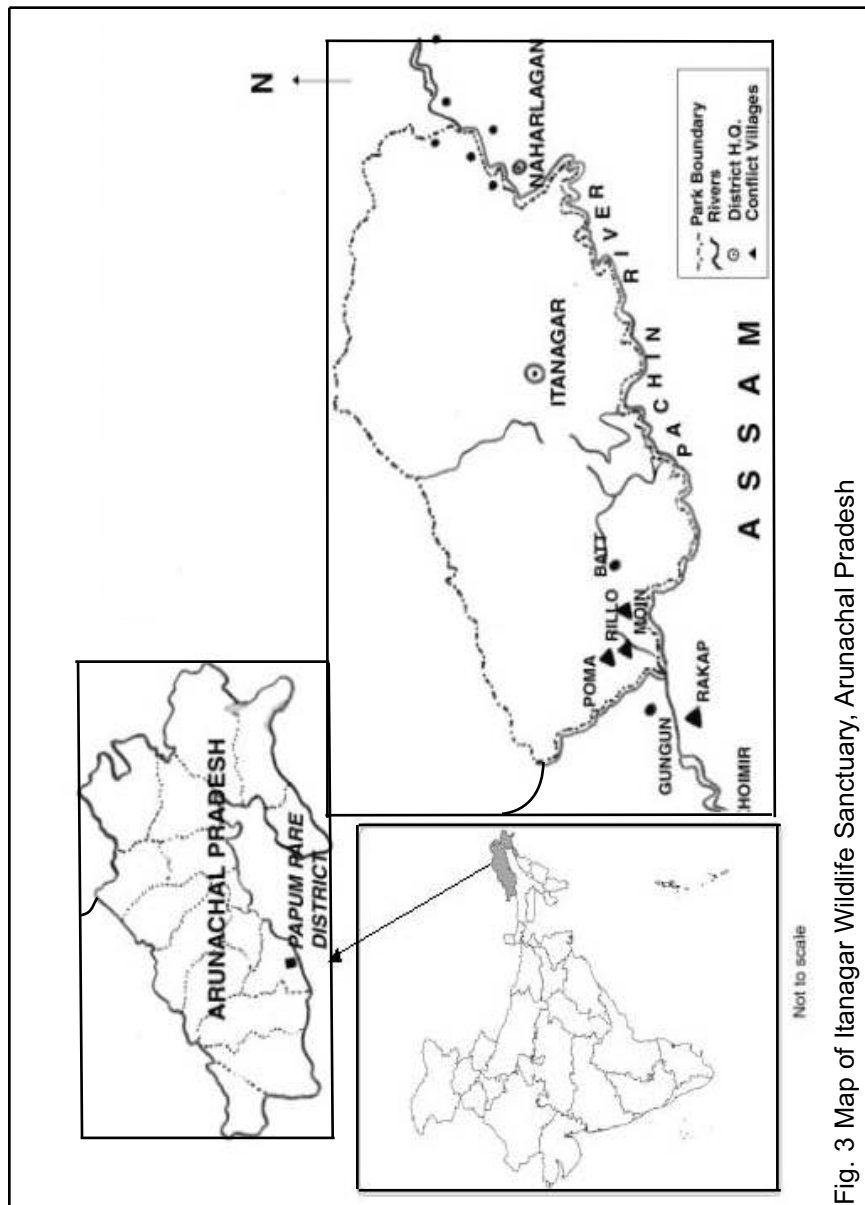 ARUNACHAL PRADESH
PAPUM PARE
DISTRICT
N
NAHARLAGAN
ITANAGAR
PACHIN RIVER
BATT
RILLO
MOIN
POMA
GUNGUN
RAKAP
HOIMIR
ASSAM
Park Boundary
Rivers
District H.Q.
Conflict Villages
Not to scale
Fig. 3 Map of Itanagar Wildlife Sanctuary, Arunachal Pradesh